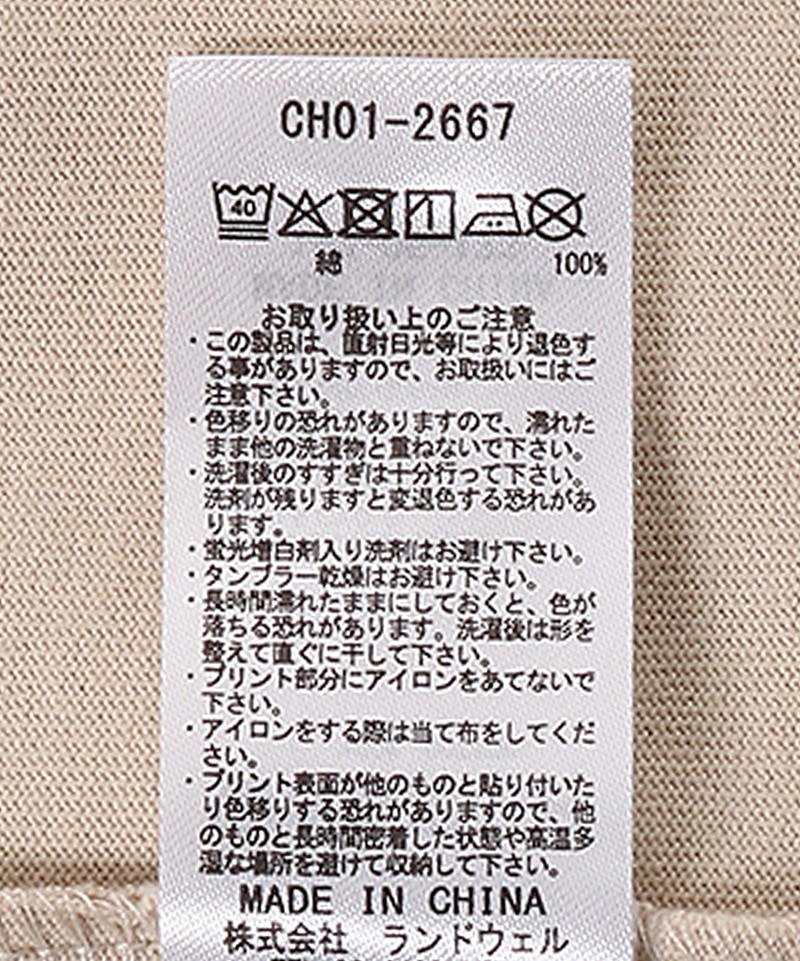 CH01-2667
40
綿 100%
お取り扱い上のご注意
・この製品は、直射日光等により退色す
る事がありますので、お取扱いにはご
注意下さい。
・色移りの恐れがありますので、濡れた
まま他の洗濯物と重ねないで下さい。
・洗濯後のすすぎは十分行って下さい。
洗剤が残りますと変退色する恐れがあ
ります。
・蛍光増白剤入り洗剤はお避け下さい。
・タンブラー乾燥はお避け下さい。
・長時間濡れたままにしておくと、色が
落ちる恐れがあります。洗濯後は形を
整えて直ぐに干して下さい。
・プリント部分にアイロンをあてないで
下さい。
・アイロンをする際は当て布をしてくだ
さい。
・プリント表面が他のものと貼り付いた
り色移りする恐れがありますので、他
のものと長時間密着した状態や高温多
湿な場所を避けて収納して下さい。
MADE IN CHINA
株式会社 ランドウェル